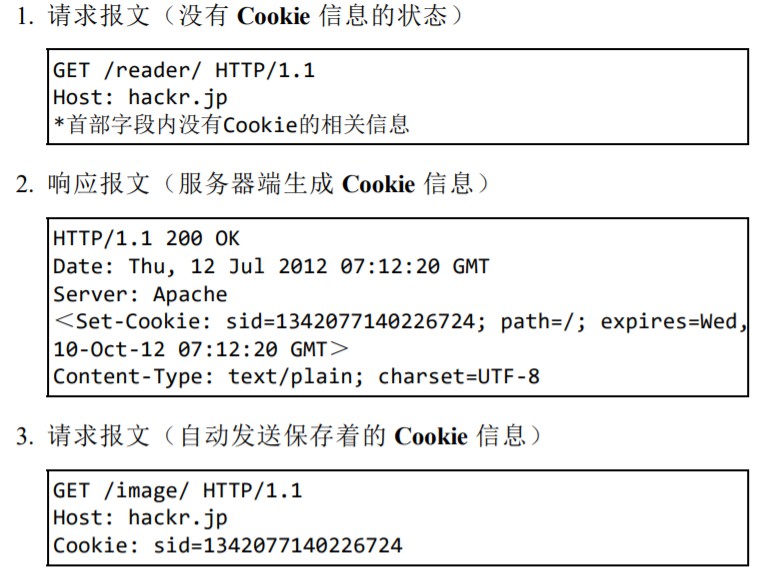 1. 请求报文（没有 Cookie 信息的状态）
GET /reader/ HTTP/1.1
Host: hackr.jp
*首部字段内没有Cookie的相关信息
2. 响应报文（服务器端生成 Cookie 信息）
HTTP/1.1 200 OK
Date: Thu, 12 Jul 2012 07:12:20 GMT
Server: Apache
＜Set-Cookie: sid=1342077140226724; path=/; expires=Wed,
10-Oct-12 07:12:20 GMT＞
Content-Type: text/plain; charset=UTF-8
3. 请求报文（自动发送保存着的 Cookie 信息）
GET /image/ HTTP/1.1
Host: hackr.jp
Cookie: sid=1342077140226724